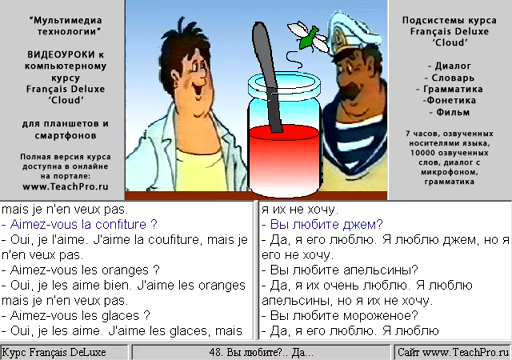 "Мультимедиа
технологии"
ВИДЕОУРОКИ к
компьютерному
курсу
Français Deluxe
'Cloud'
для планшетов и
смартфонов
Полная версия курса
доступна в онлайне
на портале:
www.TeachPro.ru
Подсистемы курса
Français Deluxe
'Cloud'
- Диалог
- Словарь
- Грамматика
-Фонетика
- Фильм
7 часов, озвученных
носителями языка,
10000 озвученных
слов, диалог с
микрофоном,
грамматика
mais je n'en veux pas.
- Aimez-vous la confiture ?
- Oui, je l'aime. J'aime la coufiture, mais je
n'en veux pas.
- Aimez-vous les oranges ?
- Oui, je les aime bien. J'aime les oranges
mais je n'en veux pas.
- Aimez-vous les glaces ?
- Oui, je les aime. J'aime les glaces, mais
я их не хочу.
- Вы любите джем?
- Да, я его люблю. Я люблю джем, но я
его не хочу.
- Вы любите апельсины?
- Да, я их очень люблю. Я люблю
апельсины, но я их не хочу.
- Вы любите мороженое?
- Да, я его люблю. Я люблю
Курс Français DeLuxe
48. Вы любите?.. Да...
Сайт www.TeachPro.ru